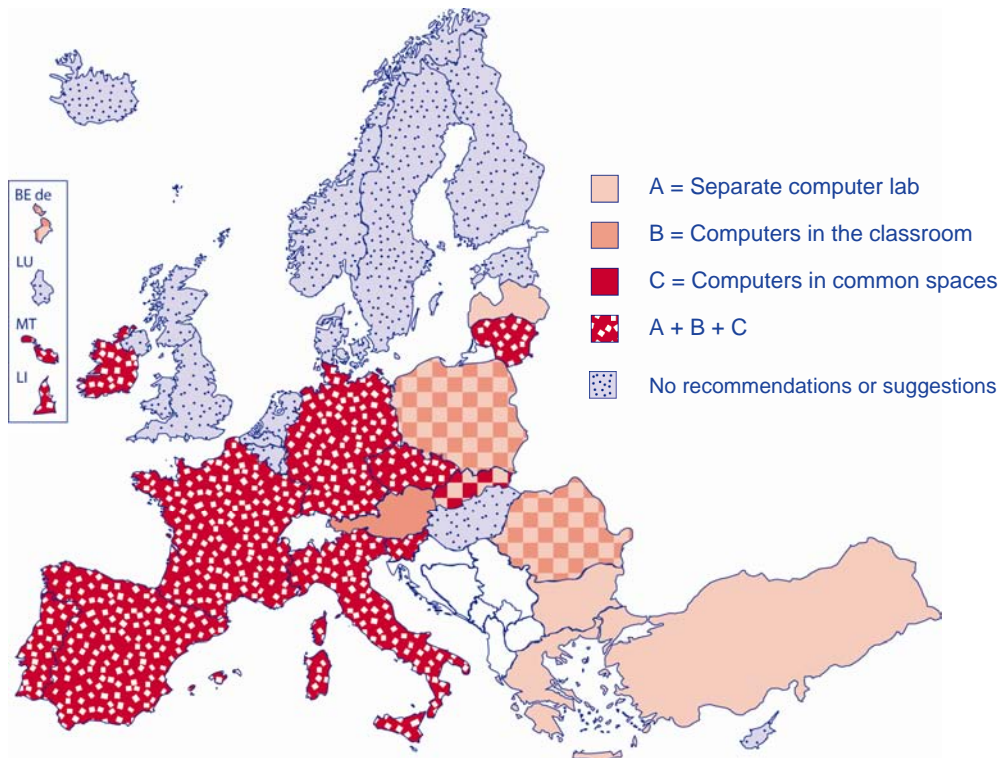 BE de
LU
MT
LI
A = Separate computer lab
B = Computers in the classroom
C = Computers in common spaces
A + B + C
No recommendations or suggestions